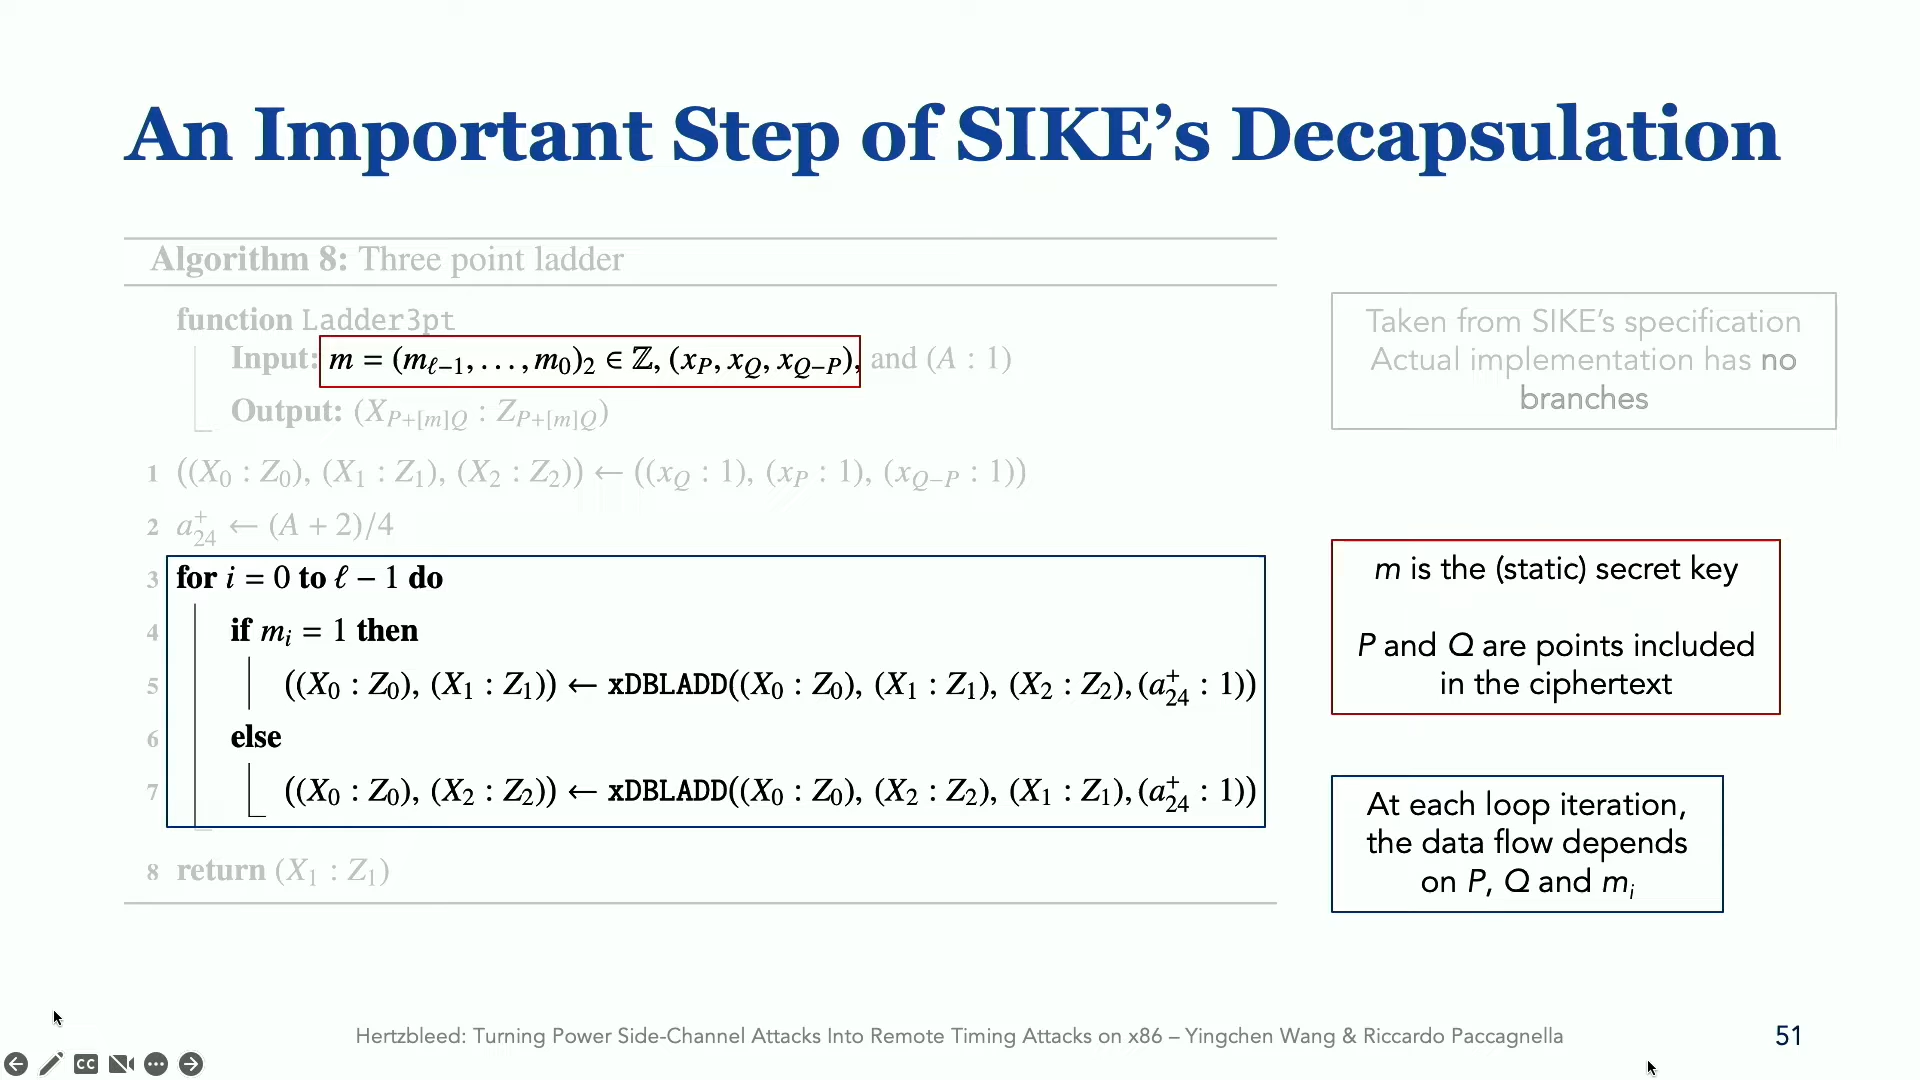 An Important Step of SIKE’s Decapsulation
Algorithm 8: Three point ladder
function Ladder3pt
Input: m = (mℓ−1, . . . , m0)2 ∈ ℤ, (xP, xQ, xQ−P), and (A : 1)
Output: (XP+[m]Q : ZP+[m]Q)
1 ((X0 : Z0), (X1 : Z1), (X2 : Z2)) ← ((xQ : 1), (xP : 1), (xQ−P : 1))
2 a+24 ← (A + 2)/4
3 for i = 0 to ℓ − 1 do
4 if mi = 1 then
5 ((X0 : Z0), (X1 : Z1)) ← xDBLADD((X0 : Z0), (X1 : Z1), (X2 : Z2), (a+24 : 1))
6 else
7 ((X0 : Z0), (X2 : Z2)) ← xDBLADD((X0 : Z0), (X2 : Z2), (X1 : Z1), (a+24 : 1))
8 return (X1 : Z1)
Taken from SIKE’s specification
Actual implementation has no
branches
m is the (static) secret key
P and Q are points included
in the ciphertext
At each loop iteration,
the data flow depends
on P, Q and mi
Hertzbleed: Turning Power Side-Channel Attacks Into Remote Timing Attacks on x86 – Yingchen Wang & Riccardo Paccagnella
51
CC